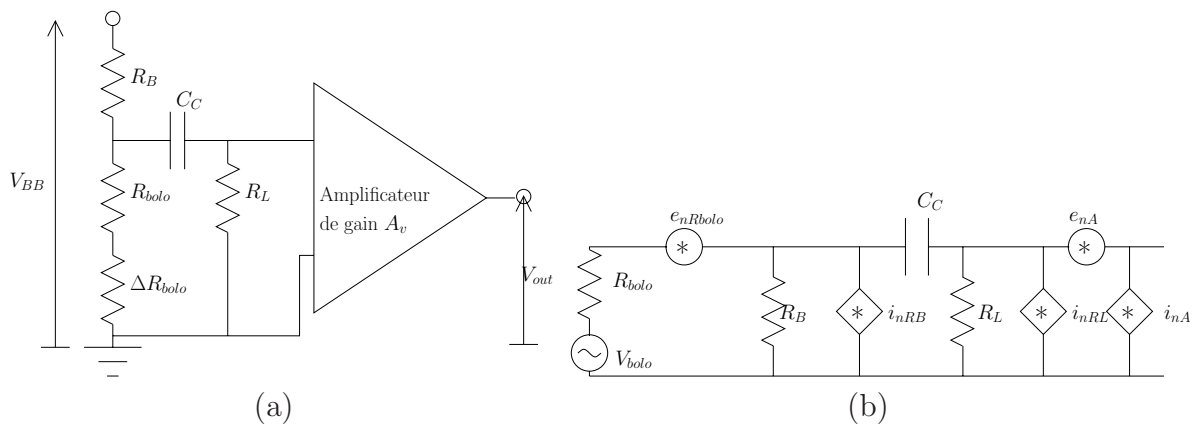 R_B
C_C
V_BB
R_bolo
R_L
Amplificateur
de gain A_v
ΔR_bolo
V_out
(a)
e_nRbolo
C_C
e_nA
R_bolo
R_B
i_nRB
R_L
i_nRL
i_nA
V_bolo
(b)